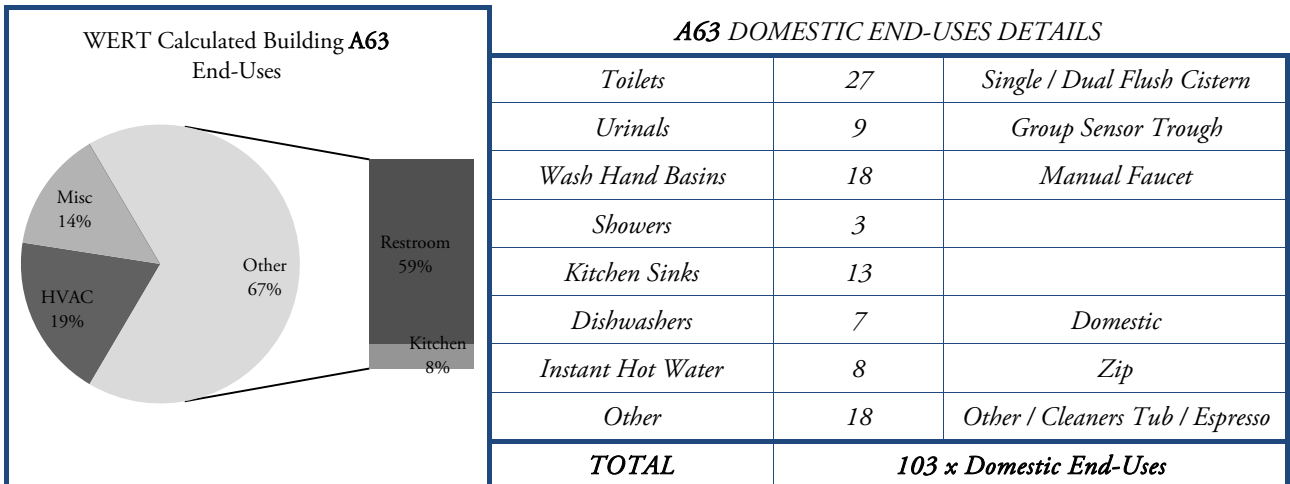 WERT Calculated Building A63
End-Uses
Misc
14%
HVAC
19%
Other
67%
Restroom
59%
Kitchen
8%
A63 DOMESTIC END-USES DETAILS
Toilets 27 Single / Dual Flush Cistern
Urinals 9 Group Sensor Trough
Wash Hand Basins 18 Manual Faucet
Showers 3
Kitchen Sinks 13
Dishwashers 7 Domestic
Instant Hot Water 8 Zip
Other 18 Other / Cleaners Tub / Espresso
TOTAL 103 x Domestic End-Uses